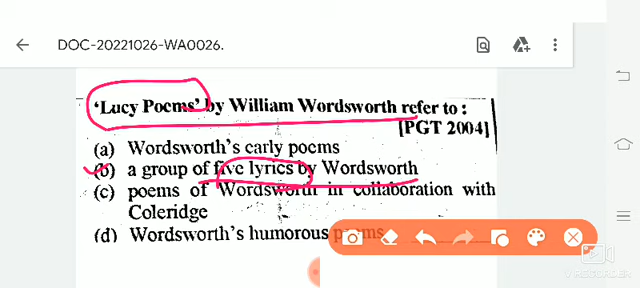 DOC-20221026-WA0026.
'Lucy Poems' by William Wordsworth refer to :
[PGT 2004]
(a) Wordsworth's early poems
(b) a group of five lyrics by Wordsworth
(c) poems of Wordsworth in collaboration with
Coleridge
(d) Wordsworth's humorous poems
RECORDER